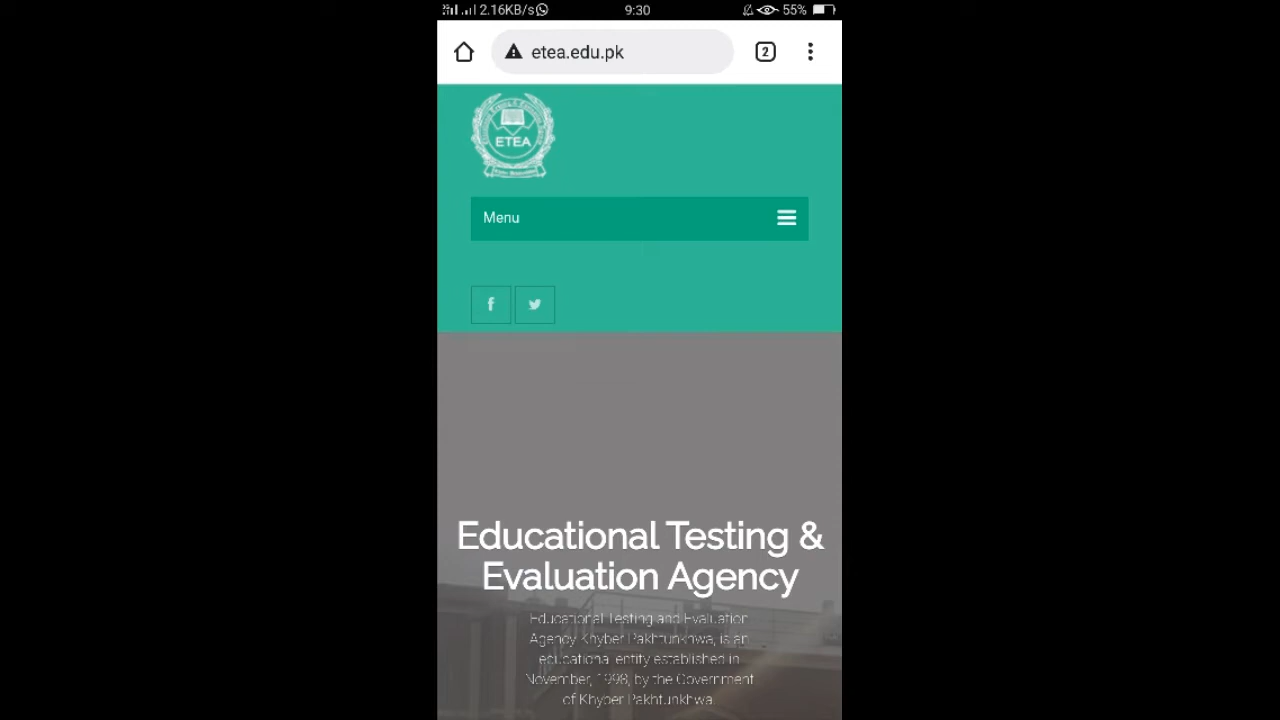 2.16KB/s 9:30 55%
etea.edu.pk 2
ETEA
Menu
Educational Testing &
Evaluation Agency
Educational Testing and Evaluation
Agency Khyber Pakhtunkhwa, is an
educational entity established in
November, 1998, by the Government
of Khyber Pakhtunkhwa.